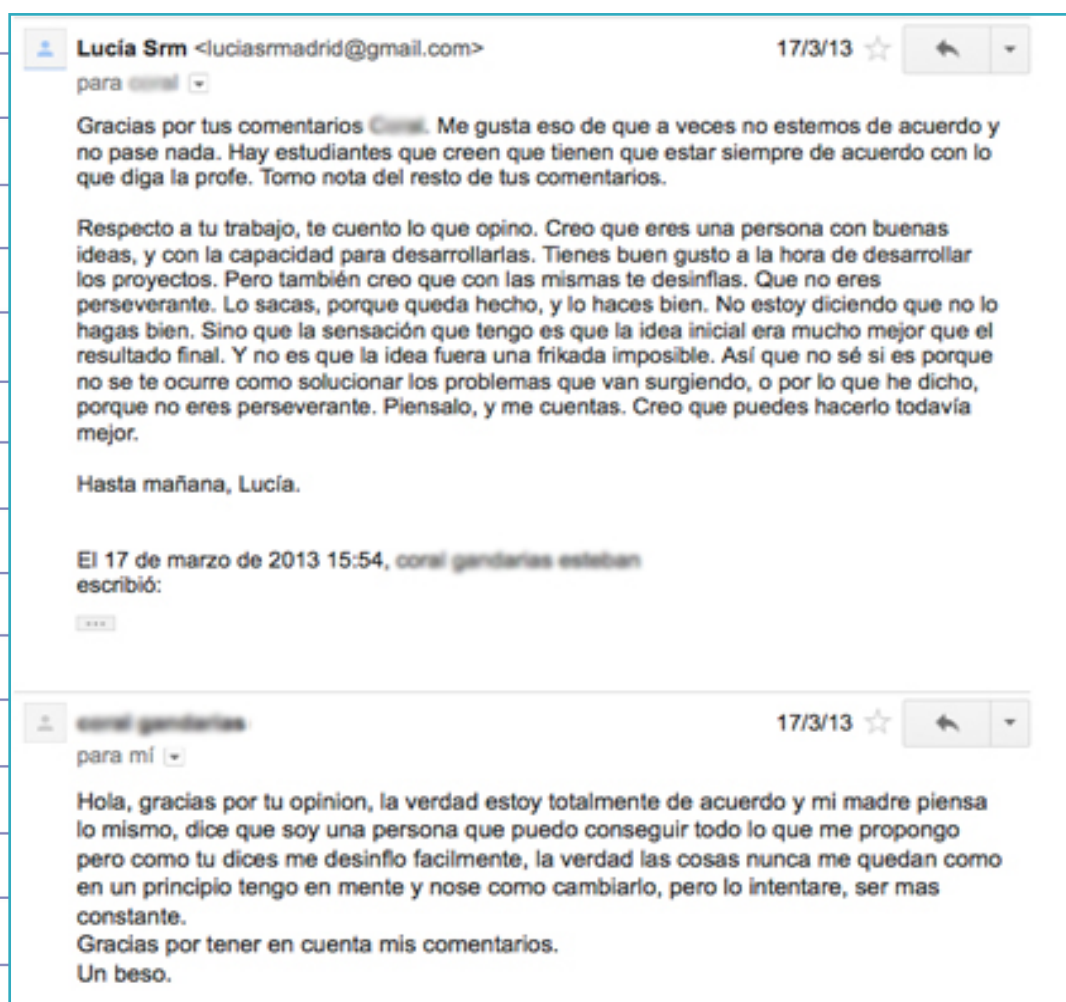 Lucía Srm <luciasrmadrid@gmail.com> 17/3/13
para
Gracias por tus comentarios . Me gusta eso de que a veces no estemos de acuerdo y
no pase nada. Hay estudiantes que creen que tienen que estar siempre de acuerdo con lo
que diga la profe. Tomo nota del resto de tus comentarios.
Respecto a tu trabajo, te cuento lo que opino. Creo que eres una persona con buenas
ideas, y con la capacidad para desarrollarlas. Tienes buen gusto a la hora de desarrollar
los proyectos. Pero también creo que con las mismas te desinflas. Que no eres
perseverante. Lo sacas, porque queda hecho, y lo haces bien. No estoy diciendo que no lo
hagas bien. Sino que la sensación que tengo es que la idea inicial era mucho mejor que el
resultado final. Y no es que la idea fuera una frikada imposible. Así que no sé si es porque
no se te ocurre como solucionar los problemas que van surgiendo, o por lo que he dicho,
porque no eres perseverante. Piensalo, y me cuentas. Creo que puedes hacerlo todavía
mejor.
Hasta mañana, Lucía.
El 17 de marzo de 2013 15:54,
escribió:
17/3/13
para mí
Hola, gracias por tu opinion, la verdad estoy totalmente de acuerdo y mi madre piensa
lo mismo, dice que soy una persona que puedo conseguir todo lo que me propongo
pero como tu dices me desinflo facilmente, la verdad las cosas nunca me quedan como
en un principio tengo en mente y nose como cambiarlo, pero lo intentare, ser mas
constante.
Gracias por tener en cuenta mis comentarios.
Un beso.